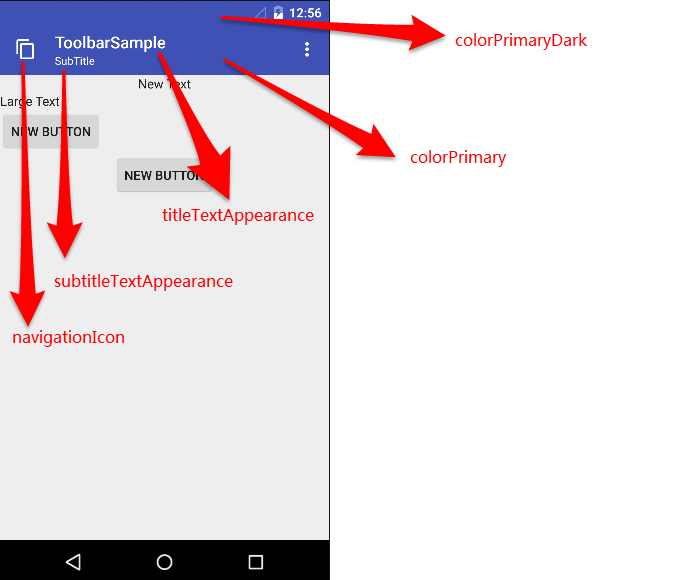 12:56
colorPrimaryDark
ToolbarSample
SubTitle
New Text
Large Text
NEW BUTTON
colorPrimary
NEW BUTTON
titleTextAppearance
subtitleTextAppearance
navigationIcon